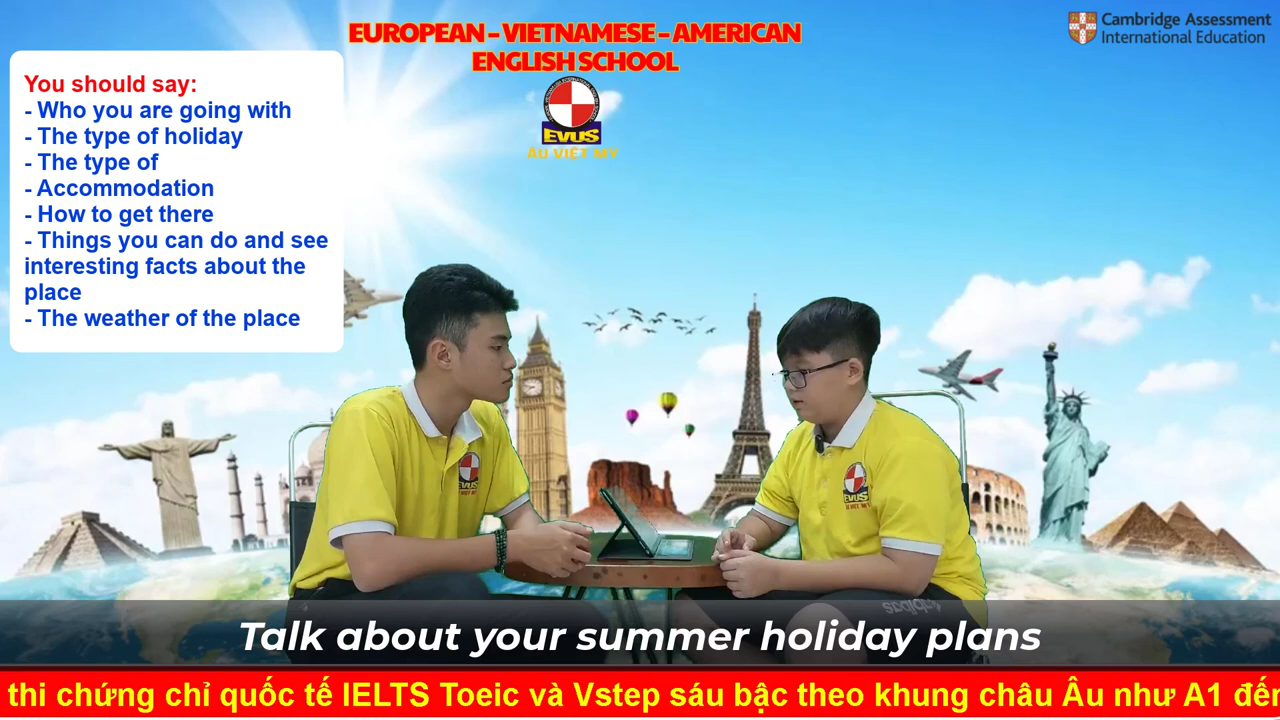 EUROPEAN - VIETNAMESE - AMERICAN
ENGLISH SCHOOL
Cambridge Assessment
International Education
EVUS
ÂU VIỆT MỸ
You should say:
- Who you are going with
- The type of holiday
- The type of
- Accommodation
- How to get there
- Things you can do and see
interesting facts about the
place
- The weather of the place
EVUS
adidas
Talk about your summer holiday plans
thi chứng chỉ quốc tế IELTS Toeic và Vstep sáu bậc theo khung châu Âu như A1 đến